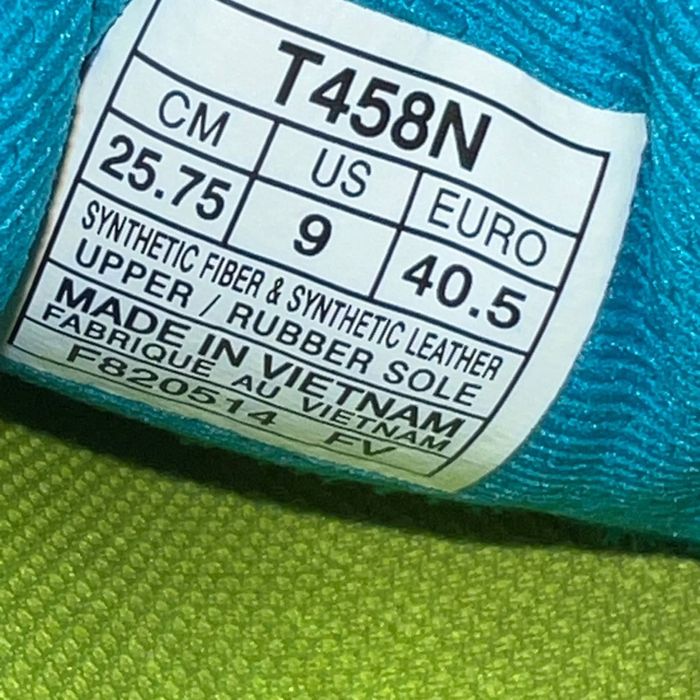 T458N
CM US EURO
25.75 9 40.5
SYNTHETIC FIBER & SYNTHETIC LEATHER
UPPER / RUBBER SOLE
MADE IN VIETNAM
FABRIQUE AU VIETNAM
F820514 FV